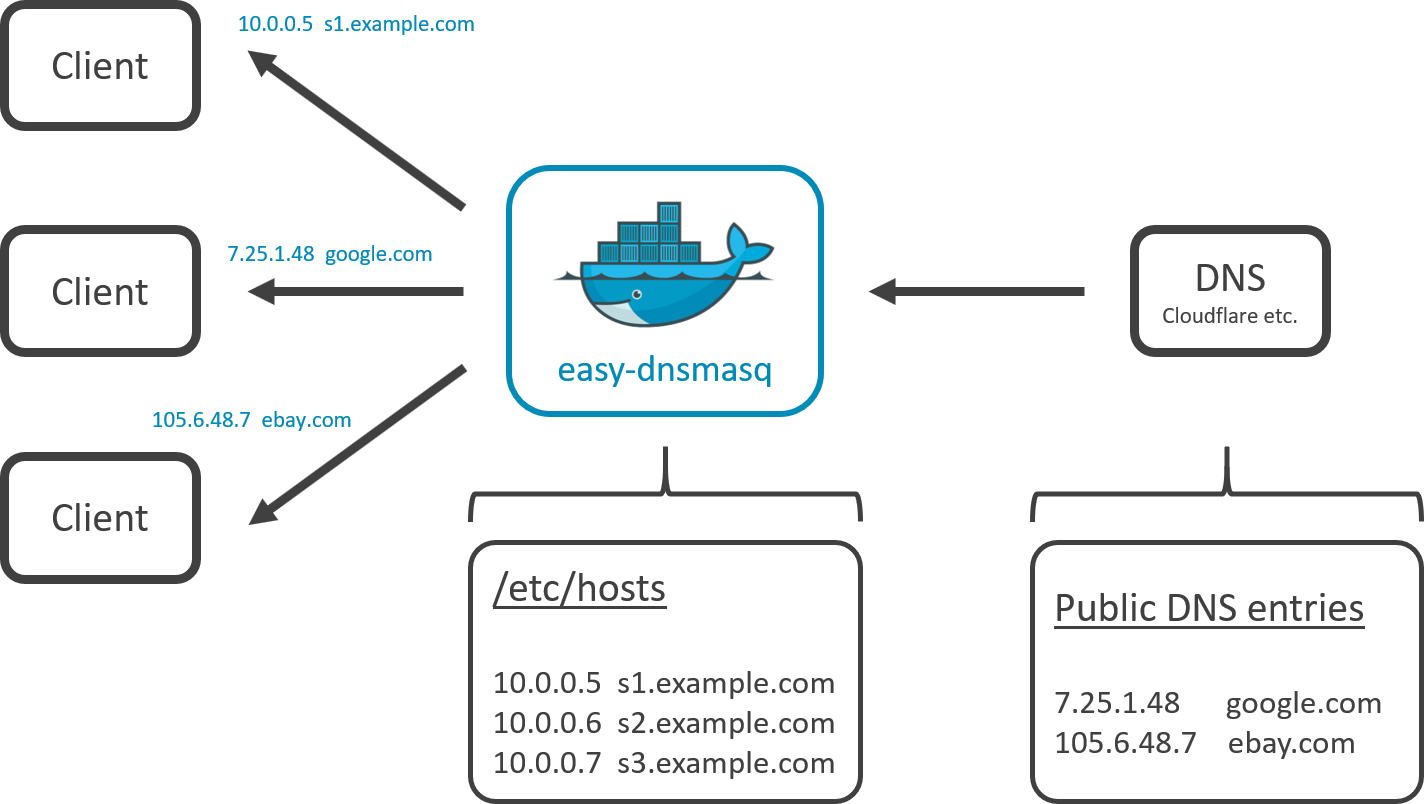 10.0.0.5 s1.example.com
Client
7.25.1.48 google.com
Client
105.6.48.7 ebay.com
Client
easy-dnsmasq
DNS
Cloudflare etc.
/etc/hosts
10.0.0.5 s1.example.com
10.0.0.6 s2.example.com
10.0.0.7 s3.example.com
Public DNS entries
7.25.1.48 google.com
105.6.48.7 ebay.com